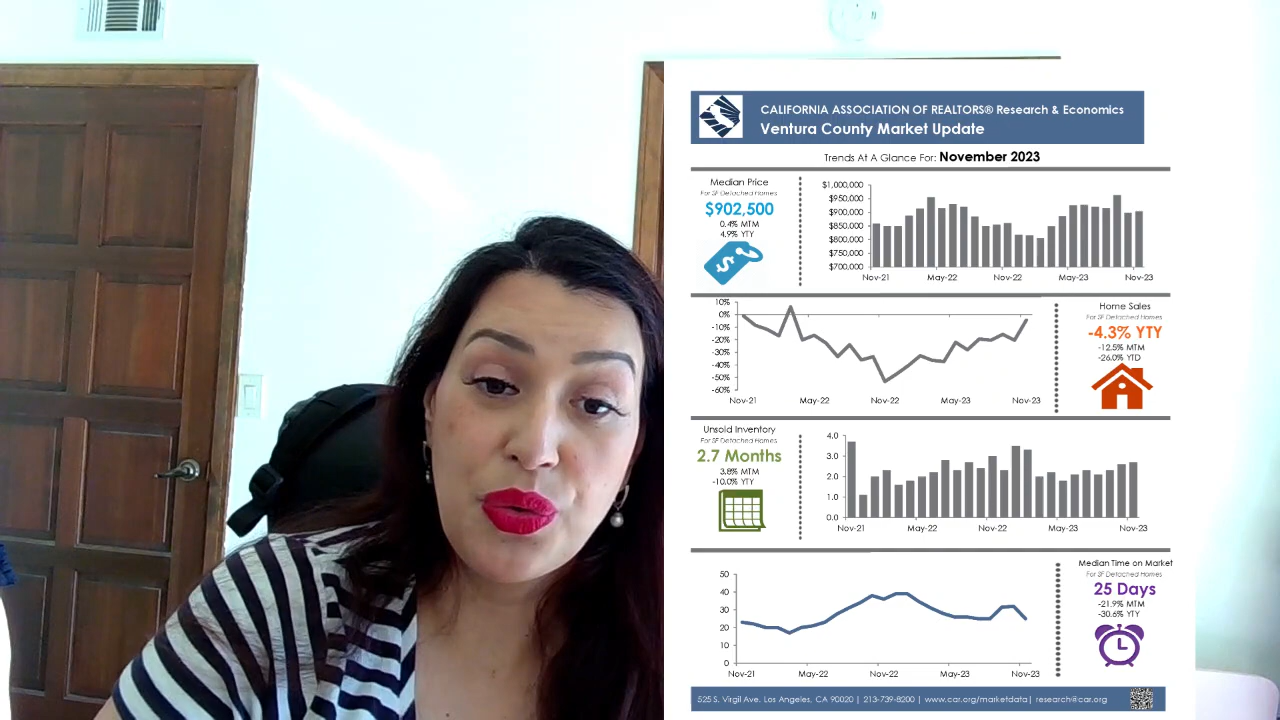 CALIFORNIA ASSOCIATION OF REALTORS® Research & Economics
Ventura County Market Update
Trends At A Glance For: November 2023
Median Price
For SF Detached Homes
$902,500
0.4% MTM
4.9% YTY
$
$1,000,000
$950,000
$900,000
$850,000
$800,000
$750,000
$700,000
Nov-21 May-22 Nov-22 May-23 Nov-23
10%
0%
-10%
-20%
-30%
-40%
-50%
-60%
Nov-21 May-22 Nov-22 May-23 Nov-23
Home Sales
For SF Detached Homes
-4.3% YTY
-12.5% MTM
-26.0% YTD
Unsold Inventory
For SF Detached Homes
2.7 Months
3.8% MTM
-10.0% YTY
4.0
3.0
2.0
1.0
0.0
Nov-21 May-22 Nov-22 May-23 Nov-23
50
40
30
20
10
0
Nov-21 May-22 Nov-22 May-23 Nov-23
Median Time on Market
For SF Detached Homes
25 Days
-21.9% MTM
-30.6% YTY
525 S. Virgil Ave. Los Angeles, CA 90020 | 213-739-8200 | www.car.org/marketdata| research@car.org